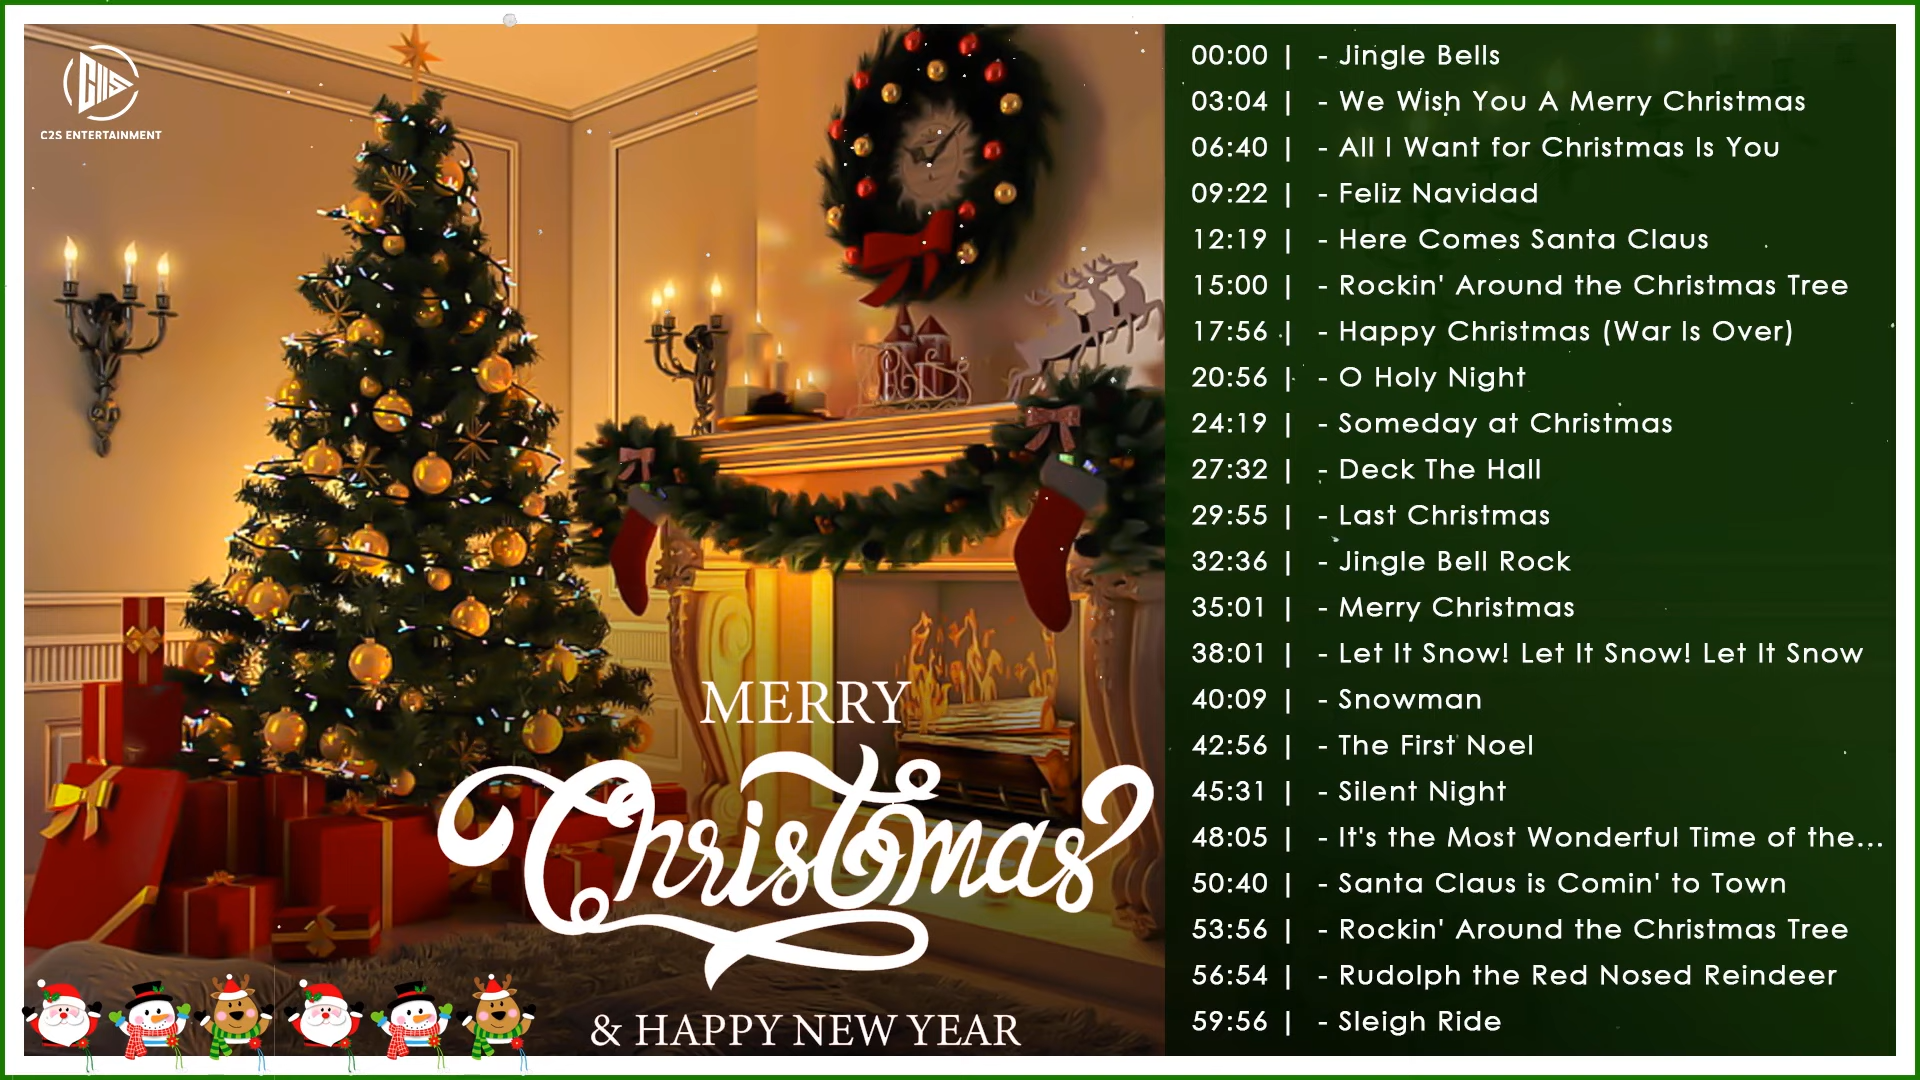 C2S ENTERTAINMENT
MERRY
Christmas
& HAPPY NEW YEAR
00:00 | - Jingle Bells
03:04 | - We Wish You A Merry Christmas
06:40 | - All I Want for Christmas Is You
09:22 | - Feliz Navidad
12:19 | - Here Comes Santa Claus
15:00 | - Rockin' Around the Christmas Tree
17:56 | - Happy Christmas (War Is Over)
20:56 | - O Holy Night
24:19 | - Someday at Christmas
27:32 | - Deck The Hall
29:55 | - Last Christmas
32:36 | - Jingle Bell Rock
35:01 | - Merry Christmas
38:01 | - Let It Snow! Let It Snow! Let It Snow
40:09 | - Snowman
42:56 | - The First Noel
45:31 | - Silent Night
48:05 | - It's the Most Wonderful Time of the...
50:40 | - Santa Claus is Comin' to Town
53:56 | - Rockin' Around the Christmas Tree
56:54 | - Rudolph the Red Nosed Reindeer
59:56 | - Sleigh Ride